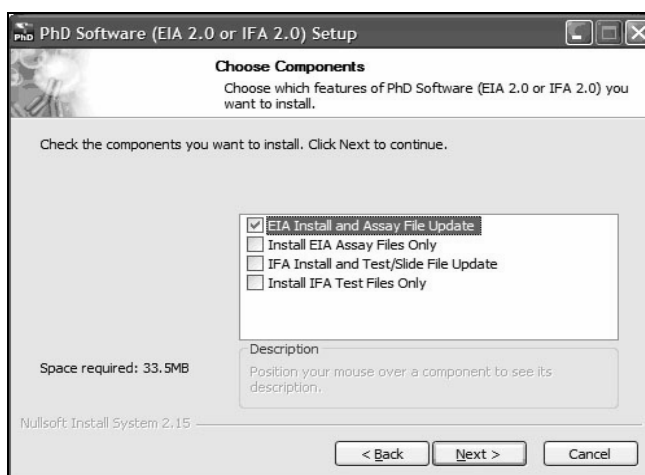 PhD PhD Software (EIA 2.0 or IFA 2.0) Setup
Choose Components
Choose which features of PhD Software (EIA 2.0 or IFA 2.0) you
want to install.
Check the components you want to install. Click Next to continue.
EIA Install and Assay File Update
Install EIA Assay Files Only
IFA Install and Test/Slide File Update
Install IFA Test Files Only
Space required: 33.5MB
Description
Position your mouse over a component to see its
description.
Nullsoft Install System 2.15
< Back Next > Cancel